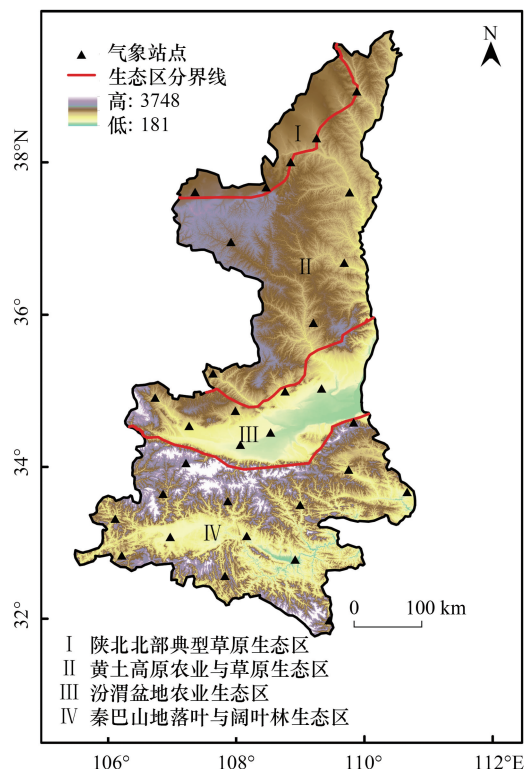 N
气象站点
生态区分界线
高: 3748
低: 181
38°N
36°
34°
32°
I
II
III
IV
0 100 km
I 陕北北部典型草原生态区
II 黄土高原农业与草原生态区
III 汾渭盆地农业生态区
IV 秦巴山地落叶与阔叶林生态区
106° 108° 110° 112°E